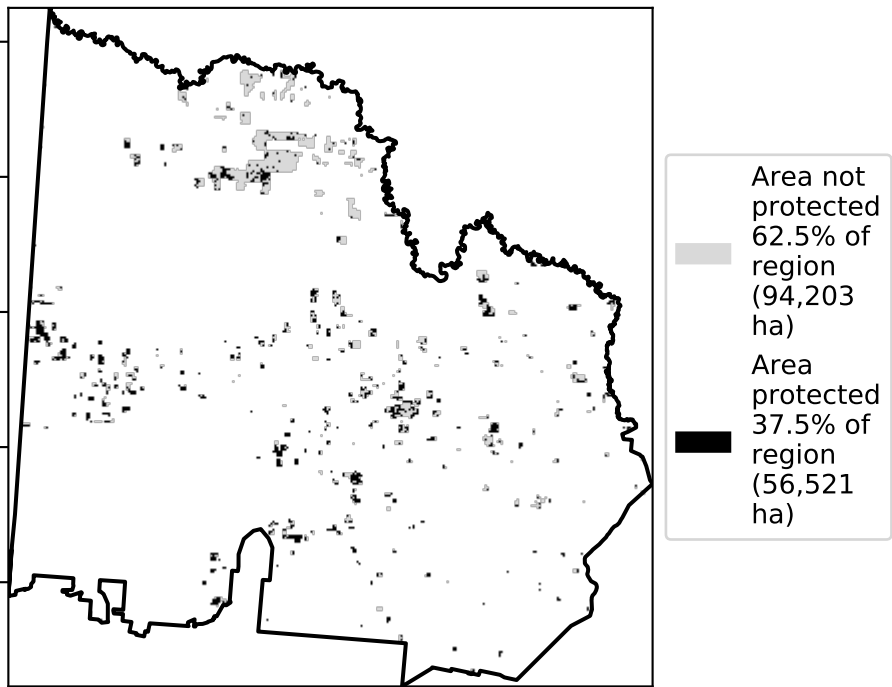 Area not
protected
62.5% of
region
(94,203
ha)
Area
protected
37.5% of
region
(56,521
ha)